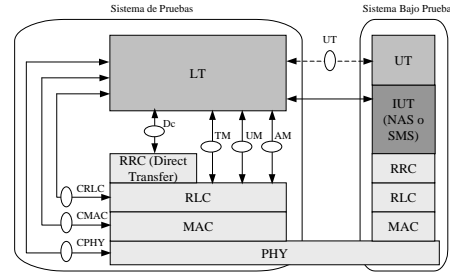 Sistema de Pruebas
Sistema Bajo Prueba
UT
LT
UT
IUT
(NAS o
SMS)
Dc
TM
UM
AM
RRC (Direct
Transfer)
RRC
CRLC
RLC
RLC
CMAC
MAC
MAC
CPHY
PHY